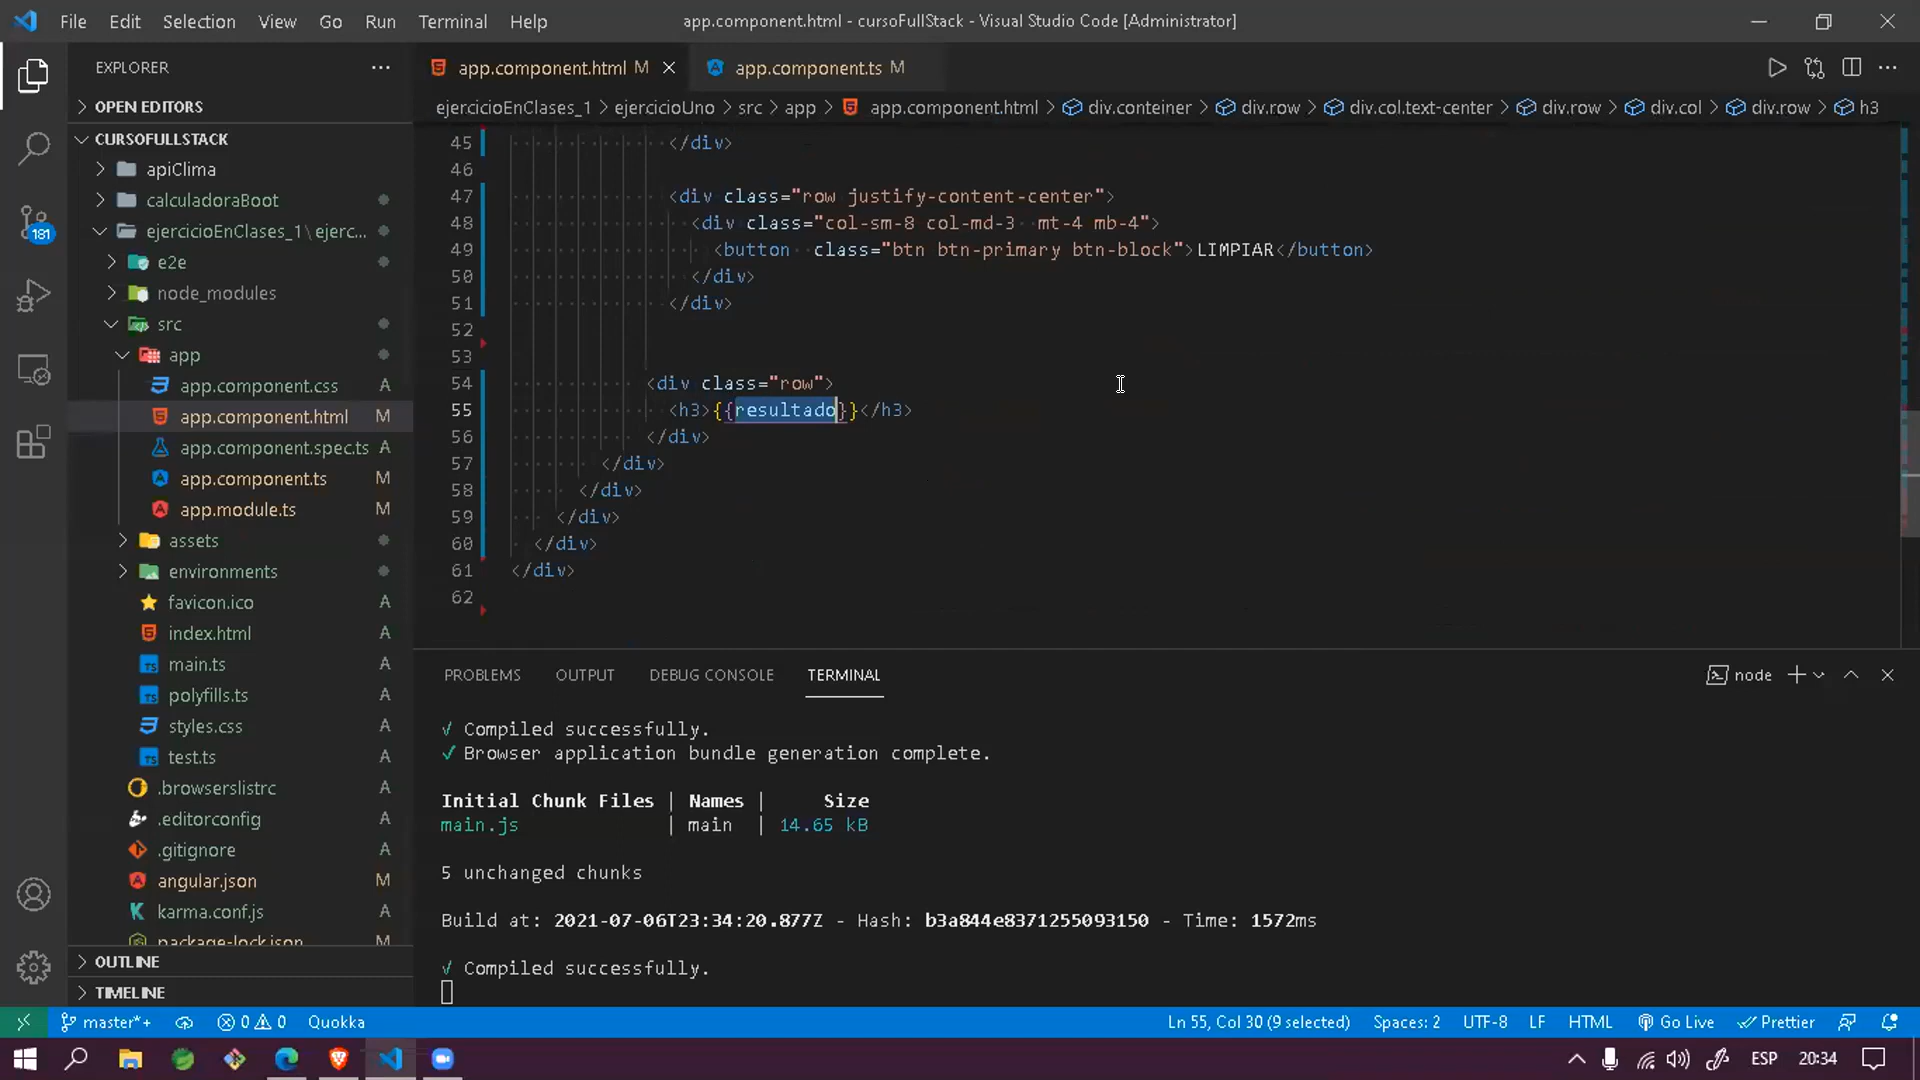 File Edit Selection View Go Run Terminal Help app.component.html - cursoFullStack - Visual Studio Code [Administrator]
EXPLORER
app.component.html M
app.component.ts M
OPEN EDITORS
ejercicioEnClases_1 > ejercicioUno > src > app > app.component.html > div.conteiner > div.row > div.col.text-center > div.row > div.col > div.row > h3
CURSOFULLSTACK
apiClima
calculadoraBoot
ejercicioEnClases_1 \ ejerc...
e2e
node_modules
src
app
app.component.css A
app.component.html M
app.component.spec.ts A
app.component.ts M
app.module.ts M
assets
environments
favicon.ico A
index.html A
main.ts A
polyfills.ts A
styles.css A
test.ts A
.browserslistrc A
.editorconfig A
.gitignore A
angular.json M
karma.conf.js A
package-lock.json M
OUTLINE
TIMELINE
181
45 </div>
46
47 <div class="row justify-content-center">
48 <div class="col-sm-8 col-md-3  mt-4 mb-4">
49 <button  class="btn btn-primary btn-block">LIMPIAR</button>
50 </div>
51 </div>
52
53
54 <div class="row">
55 <h3>{{resultado}}</h3>
56 </div>
57 </div>
58 </div>
59 </div>
60 </div>
61 </div>
62
PROBLEMS OUTPUT DEBUG CONSOLE TERMINAL node
√ Compiled successfully.
✓ Browser application bundle generation complete.
Initial Chunk Files | Names | Size
main.js | main | 14.65 kB
5 unchanged chunks
Build at: 2021-07-06T23:34:20.877Z - Hash: b3a844e8371255093150 - Time: 1572ms
√ Compiled successfully.
master*+ 0 0 Quokka Ln 55, Col 30 (9 selected) Spaces: 2 UTF-8 LF HTML Go Live Prettier
ESP 20:34